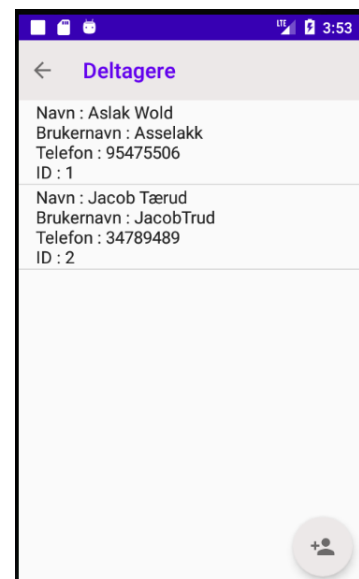 LTE 3:53
Deltagere
Navn : Aslak Wold
Brukernavn : Asselakk
Telefon : 95475506
ID : 1
Navn : Jacob Tærud
Brukernavn : JacobTrud
Telefon : 34789489
ID : 2